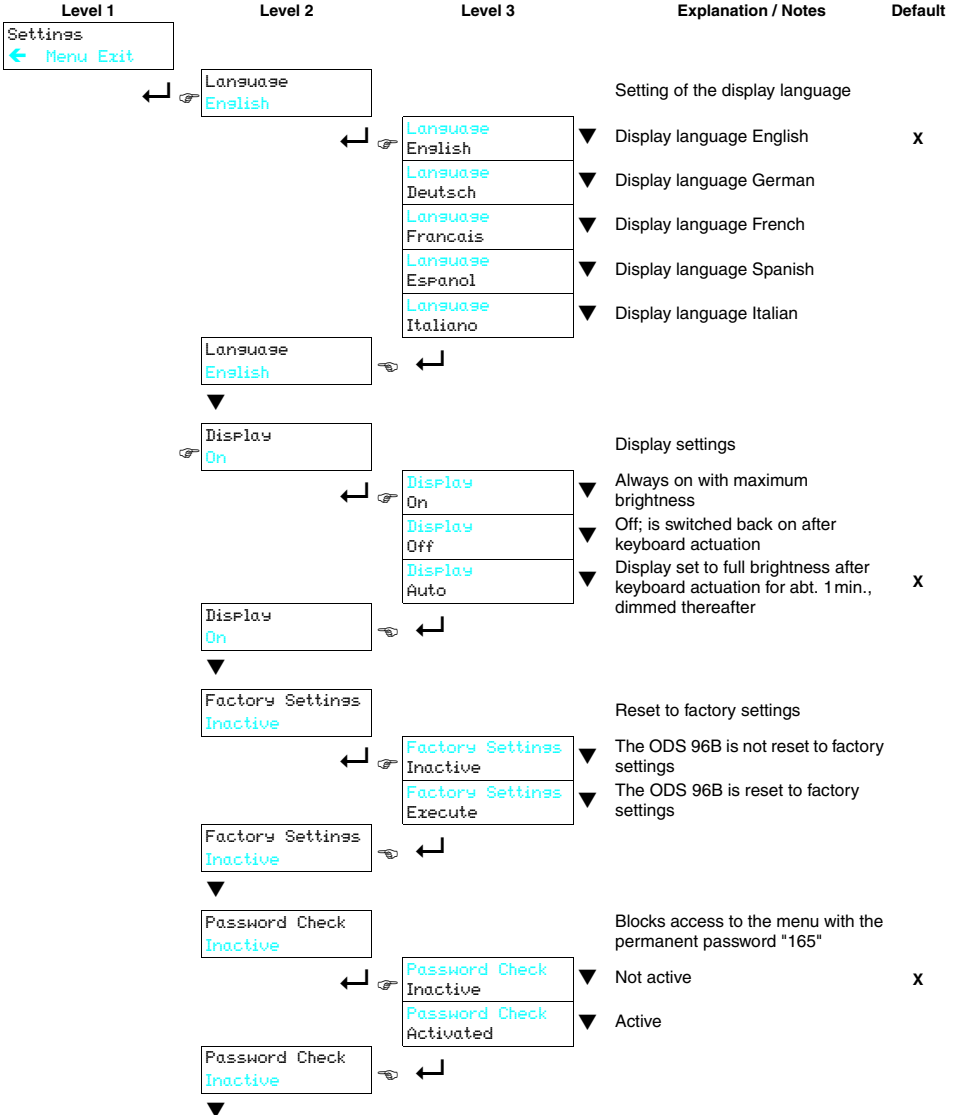 Level 1 Level 2 Level 3 Explanation / Notes Default
Settings
← Menu Exit
Language
English
Setting of the display language
Language
English
▼ Display language English X
Language
Deutsch
▼ Display language German
Language
Francais
▼ Display language French
Language
Espanol
▼ Display language Spanish
Language
Italiano
▼ Display language Italian
Language
English
▼
Display
On
Display settings
Display
On
▼ Always on with maximum
brightness
Display
Off
▼ Off; is switched back on after
keyboard actuation
Display
Auto
▼ Display set to full brightness after
keyboard actuation for abt. 1 min., X
dimmed thereafter
Display
On
▼
Factory Settings
Inactive
Reset to factory settings
Factory Settings
Inactive
▼ The ODS 96B is not reset to factory
settings
Factory Settings
Execute
▼ The ODS 96B is reset to factory
settings
Factory Settings
Inactive
▼
Password Check
Inactive
Blocks access to the menu with the
permanent password "165"
Password Check
Inactive
▼ Not active X
Password Check
Activated
▼ Active
Password Check
Inactive
▼